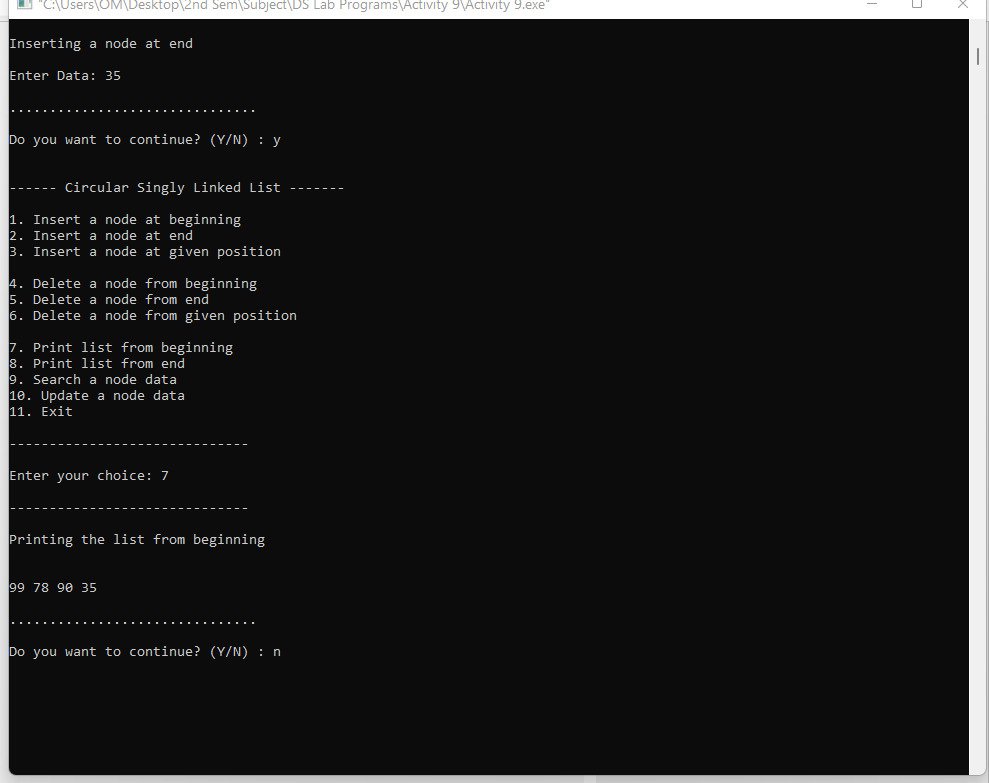 "C:\Users\OM\Desktop\2nd Sem\Subject\DS Lab Programs\Activity 9\Activity 9.exe"
Inserting a node at end
Enter Data: 35
...............................
Do you want to continue? (Y/N) : y
------ Circular Singly Linked List -------
1. Insert a node at beginning
2. Insert a node at end
3. Insert a node at given position
4. Delete a node from beginning
5. Delete a node from end
6. Delete a node from given position
7. Print list from beginning
8. Print list from end
9. Search a node data
10. Update a node data
11. Exit
------------------------------
Enter your choice: 7
------------------------------
Printing the list from beginning
99 78 90 35
...............................
Do you want to continue? (Y/N) : n